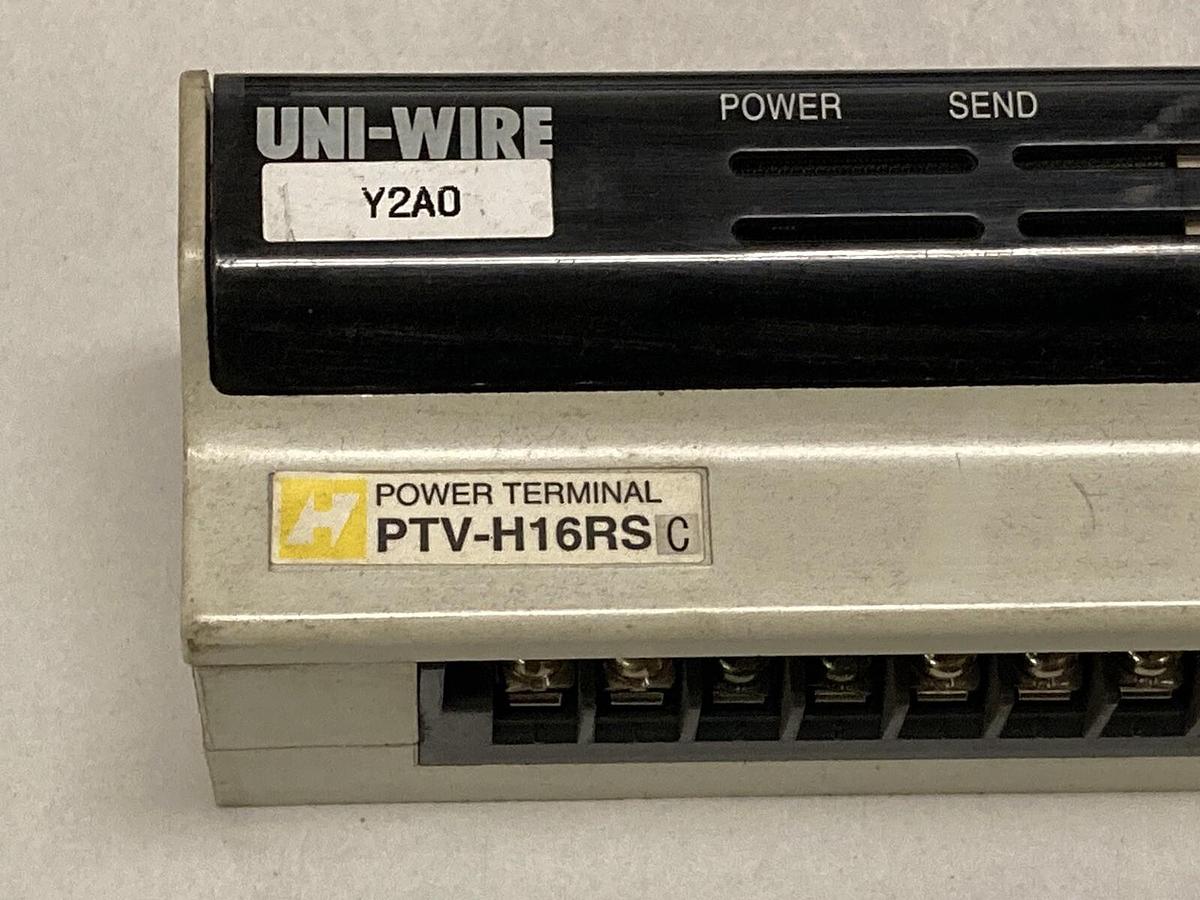 UNI-WIRE
POWER
SEND
Y2A0
H
POWER TERMINAL
PTV-H16RS C